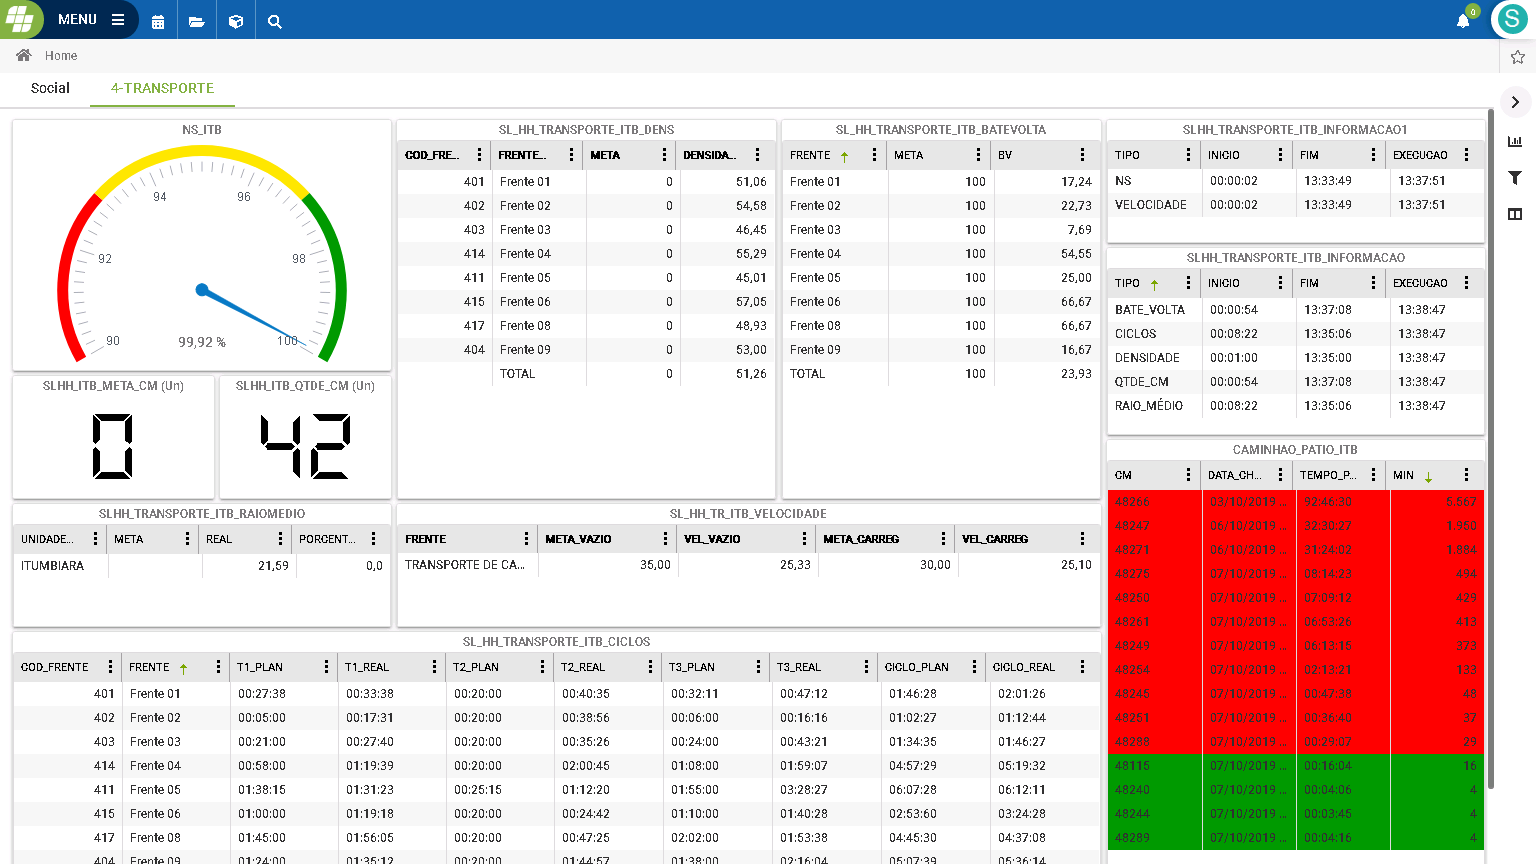 MENU
0
S
Home
Social
4-TRANSPORTE
NS_ITB
90
92
94
96
98
100
99,92 %
SLHH_ITB_META_CM (Un)
0
SLHH_ITB_QTDE_CM (Un)
42
SL_HH_TRANSPORTE_ITB_DENS
COD_FRE... FRENTE... META DENSIDA...
401 Frente 01 0 51,06
402 Frente 02 0 54,58
403 Frente 03 0 46,45
414 Frente 04 0 55,29
411 Frente 05 0 45,01
415 Frente 06 0 57,05
417 Frente 08 0 48,93
404 Frente 09 0 53,00
TOTAL 0 51,26
SL_HH_TRANSPORTE_ITB_BATEVOLTA
FRENTE META BV
Frente 01 100 17,24
Frente 02 100 22,73
Frente 03 100 7,69
Frente 04 100 54,55
Frente 05 100 25,00
Frente 06 100 66,67
Frente 08 100 66,67
Frente 09 100 16,67
TOTAL 100 23,93
SLHH_TRANSPORTE_ITB_INFORMACAO1
TIPO INICIO FIM EXECUCAO
NS 00:00:02 13:33:49 13:37:51
VELOCIDADE 00:00:02 13:33:49 13:37:51
SLHH_TRANSPORTE_ITB_INFORMACAO
TIPO INICIO FIM EXECUCAO
BATE_VOLTA 00:00:54 13:37:08 13:38:47
CICLOS 00:08:22 13:35:06 13:38:47
DENSIDADE 00:01:00 13:35:00 13:38:47
QTDE_CM 00:00:54 13:37:08 13:38:47
RAIO_MÉDIO 00:08:22 13:35:06 13:38:47
CAMINHAO_PATIO_ITB
CM DATA_CH... TEMPO_P... MIN
48266 03/10/2019 ... 92:46:30 5.567
48247 06/10/2019 ... 32:30:27 1.950
48271 06/10/2019 ... 31:24:02 1.884
48275 07/10/2019 ... 08:14:23 494
48250 07/10/2019 ... 07:09:12 429
48261 07/10/2019 ... 06:53:26 413
48249 07/10/2019 ... 06:13:15 373
48254 07/10/2019 ... 02:13:21 133
48245 07/10/2019 ... 00:47:38 48
48251 07/10/2019 ... 00:36:40 37
48288 07/10/2019 ... 00:29:07 29
48115 07/10/2019 ... 00:16:04 16
48240 07/10/2019 ... 00:04:06 4
48244 07/10/2019 ... 00:03:45 4
48289 07/10/2019 ... 00:04:16 4
SLHH_TRANSPORTE_ITB_RAIOMEDIO
UNIDADE... META REAL PORCENT...
ITUMBIARA 21,59 0,0
SL_HH_TR_ITB_VELOCIDADE
FRENTE META_VAZIO VEL_VAZIO META_CARREG VEL_CARREG
TRANSPORTE DE CA... 35,00 25,33 30,00 25,10
SL_HH_TRANSPORTE_ITB_CICLOS
COD_FRENTE FRENTE T1_PLAN T1_REAL T2_PLAN T2_REAL T3_PLAN T3_REAL CICLO_PLAN CICLO_REAL
401 Frente 01 00:27:38 00:33:38 00:20:00 00:40:35 00:32:11 00:47:12 01:46:28 02:01:26
402 Frente 02 00:05:00 00:17:31 00:20:00 00:38:56 00:06:00 00:16:16 01:02:27 01:12:44
403 Frente 03 00:21:00 00:27:40 00:20:00 00:35:26 00:24:00 00:43:21 01:34:35 01:46:27
414 Frente 04 00:58:00 01:19:39 00:20:00 02:00:45 01:08:00 01:59:07 04:57:29 05:19:32
411 Frente 05 01:38:15 01:31:23 00:25:15 01:12:20 01:55:00 03:28:27 06:07:28 06:12:11
415 Frente 06 01:00:00 01:19:18 00:20:00 00:24:42 01:10:00 01:40:28 02:53:60 03:24:28
417 Frente 08 01:45:00 01:56:05 00:20:00 00:47:25 02:02:00 01:53:38 04:45:30 04:37:08
404 Frente 09 01:24:00 01:35:12 00:20:00 01:44:57 01:38:00 02:16:04 05:07:39 05:36:14